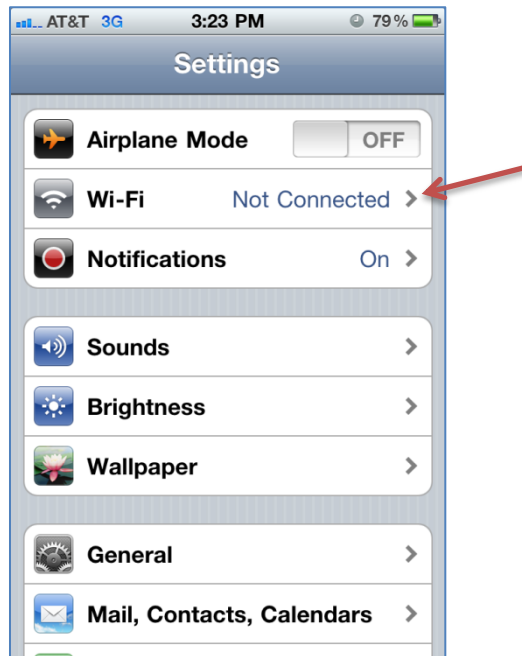 AT&T 3G 3:23 PM 79%
Settings
Airplane Mode OFF
Wi-Fi Not Connected
Notifications On
Sounds
Brightness
Wallpaper
General
Mail, Contacts, Calendars